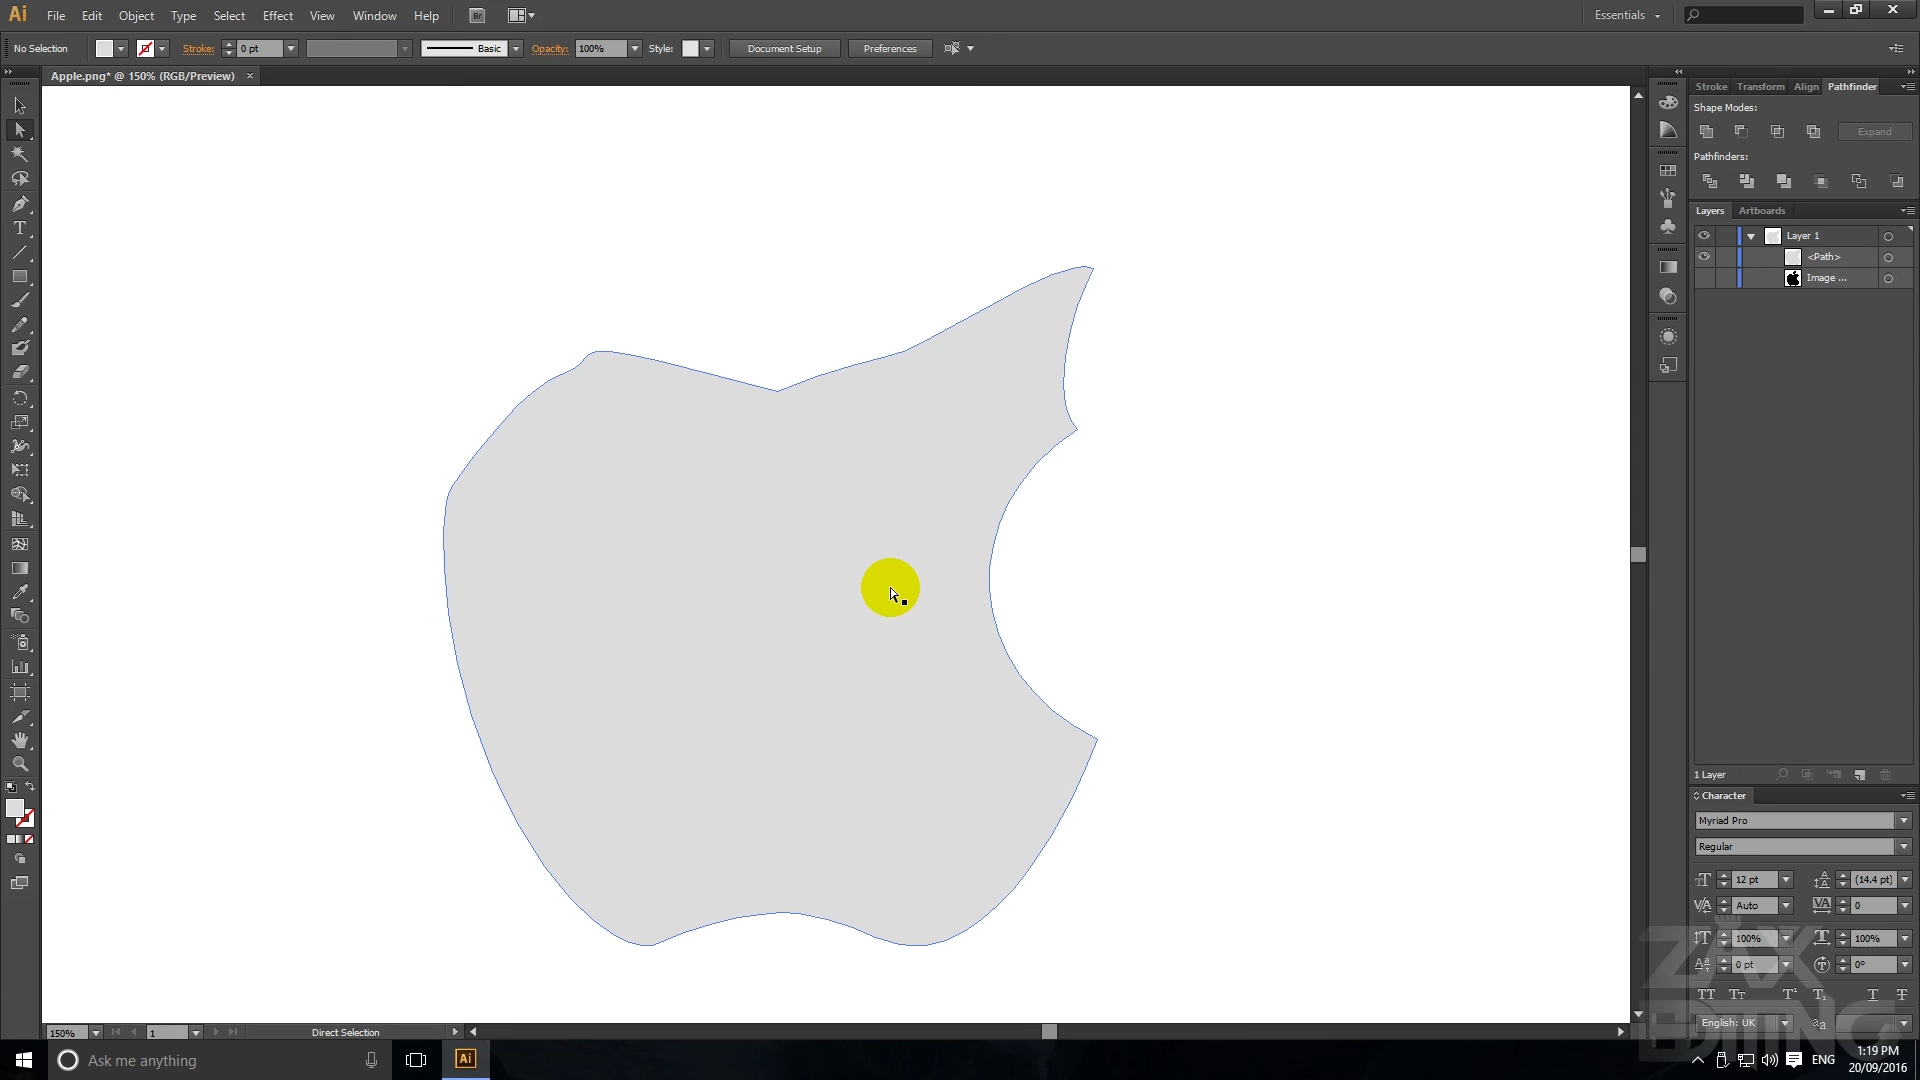 Ai File Edit Object Type Select Effect View Window Help Br Essentials
No Selection Stroke: 0 pt Basic Opacity: 100% Style: Document Setup Preferences
Apple.png* @ 150% (RGB/Preview)
Stroke Transform Align Pathfinder
Shape Modes:
Expand
Pathfinders:
Layers Artboards
Layer 1
<Path>
Image ...
1 Layer
Character
Myriad Pro
Regular
12 pt (14.4 pt)
Auto 0
100% 100%
0 pt 0°
English: UK
ZAX
EDITING
150% 1 Direct Selection
Ask me anything Ai ENG 1:19 PM
20/09/2016